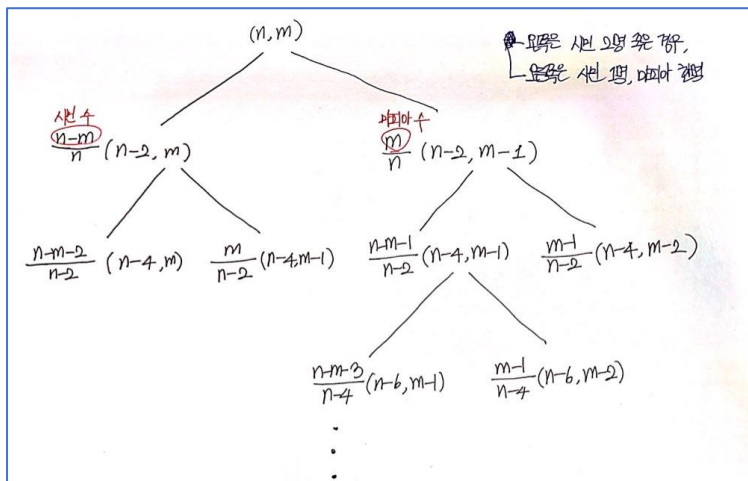 (n, m)
왼쪽은 시민 2명 죽은 경우,
오른쪽은 시민 1명, 마피아 1명
시민 수
마피아 수
n-m/n (n-2, m)
m/n (n-2, m-1)
n-m-2/n-2 (n-4, m)
m/n-2 (n-4, m-1)
n-m-1/n-2 (n-4, m-1)
m-1/n-2 (n-4, m-2)
n-m-3/n-4 (n-6, m-1)
m-1/n-4 (n-6, m-2)